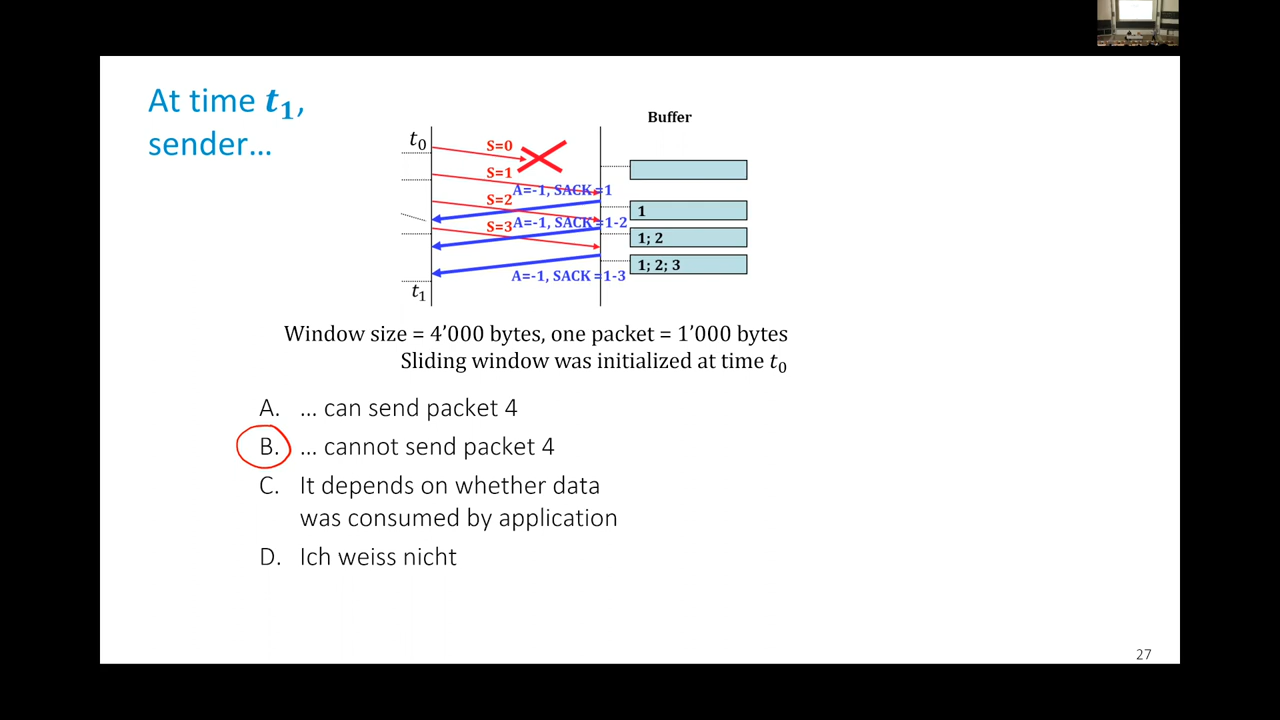 At time t₁,
sender...
Buffer
t₀
S=0
S=1
A=-1, SACK =1
S=2
1
A=-1, SACK =1-2
S=3
1; 2
1; 2; 3
A=-1, SACK =1-3
t₁
Window size = 4’000 bytes, one packet = 1’000 bytes
Sliding window was initialized at time t₀
A. ... can send packet 4
B. ... cannot send packet 4
C. It depends on whether data
was consumed by application
D. Ich weiss nicht
27